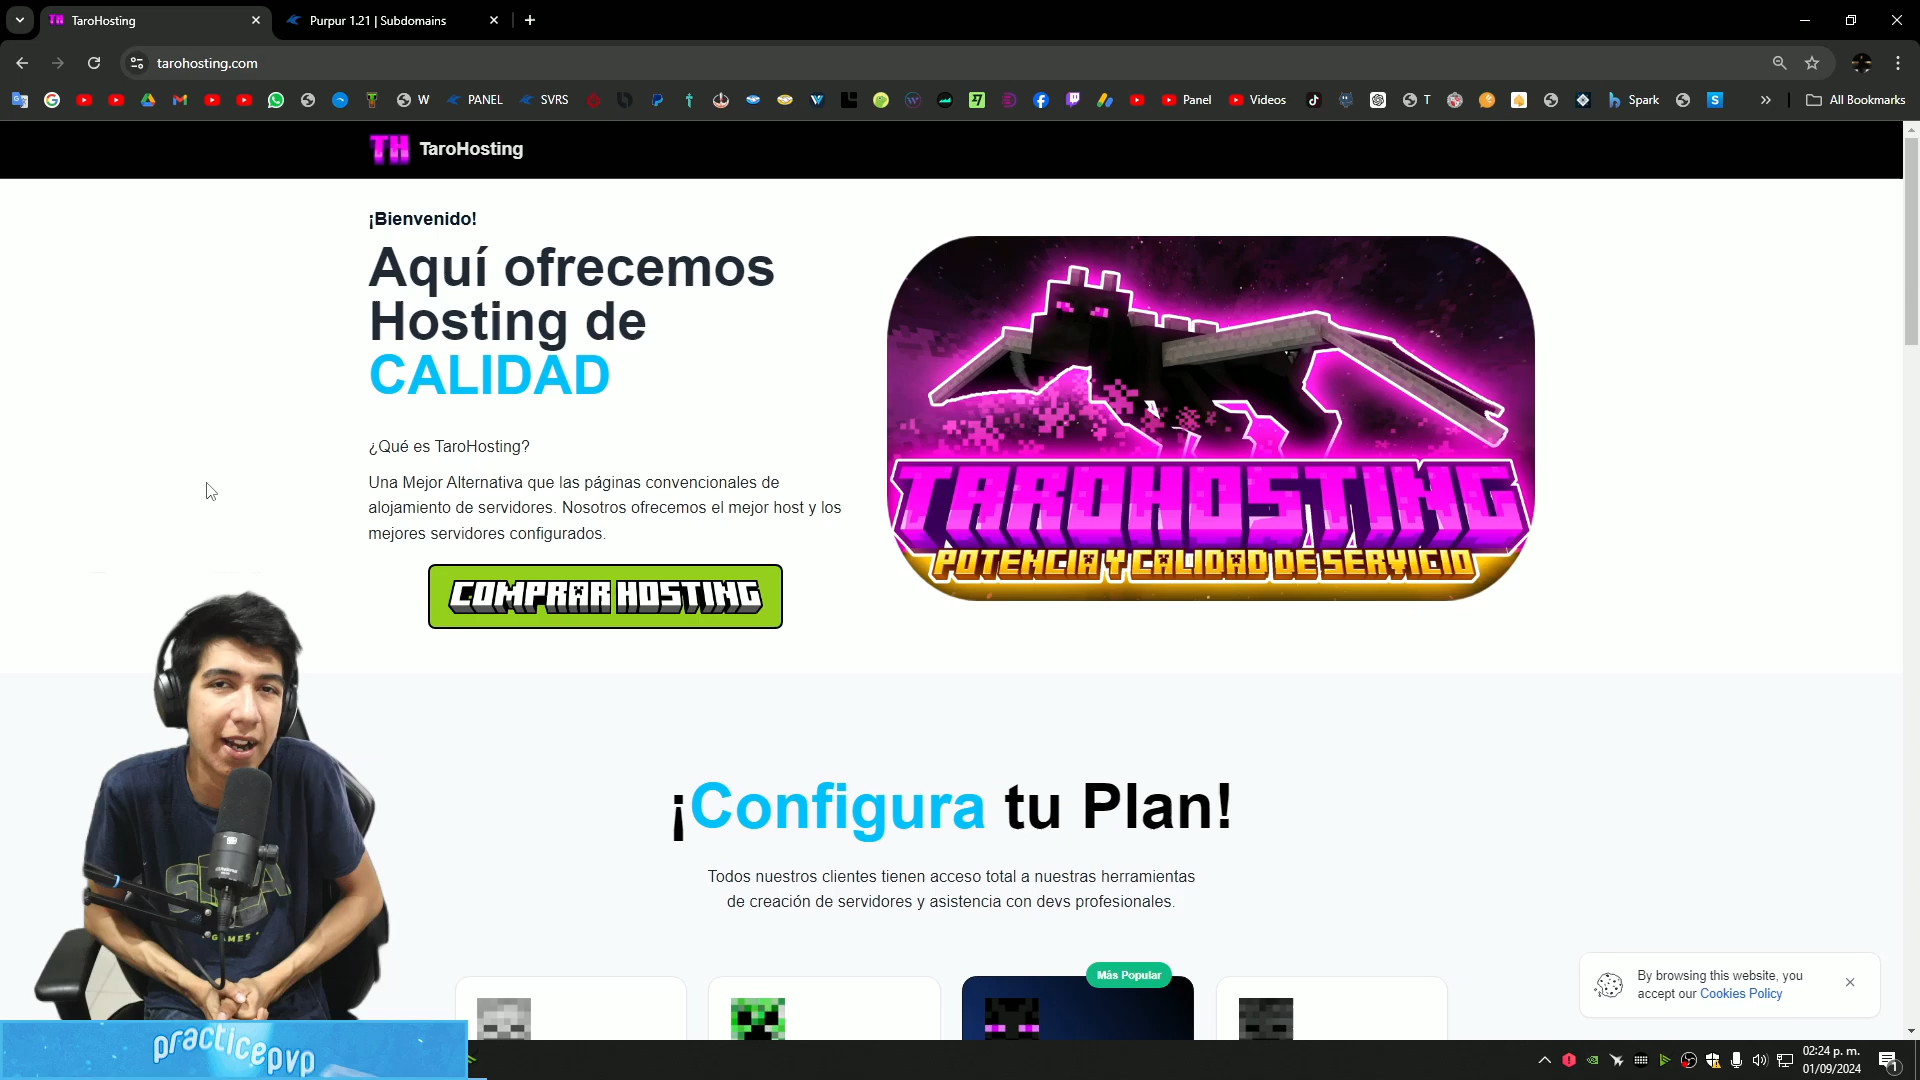 TaroHosting
Purpur 1.21 | Subdomains
tarohosting.com
W
PANEL
SVRS
Panel
Videos
T
Spark
All Bookmarks
TH TaroHosting
¡Bienvenido!
Aquí ofrecemos
Hosting de
CALIDAD
¿Qué es TaroHosting?
Una Mejor Alternativa que las páginas convencionales de
alojamiento de servidores. Nosotros ofrecemos el mejor host y los
mejores servidores configurados.
COMPRAR HOSTING
TAROHOSTING
POTENCIA Y CALIDAD DE SERVICIO
¡Configura tu Plan!
Todos nuestros clientes tienen acceso total a nuestras herramientas
de creación de servidores y asistencia con devs profesionales.
Más Popular
By browsing this website, you
accept our Cookies Policy
GAMES
practicepvp
02:24 p. m.
01/09/2024
1